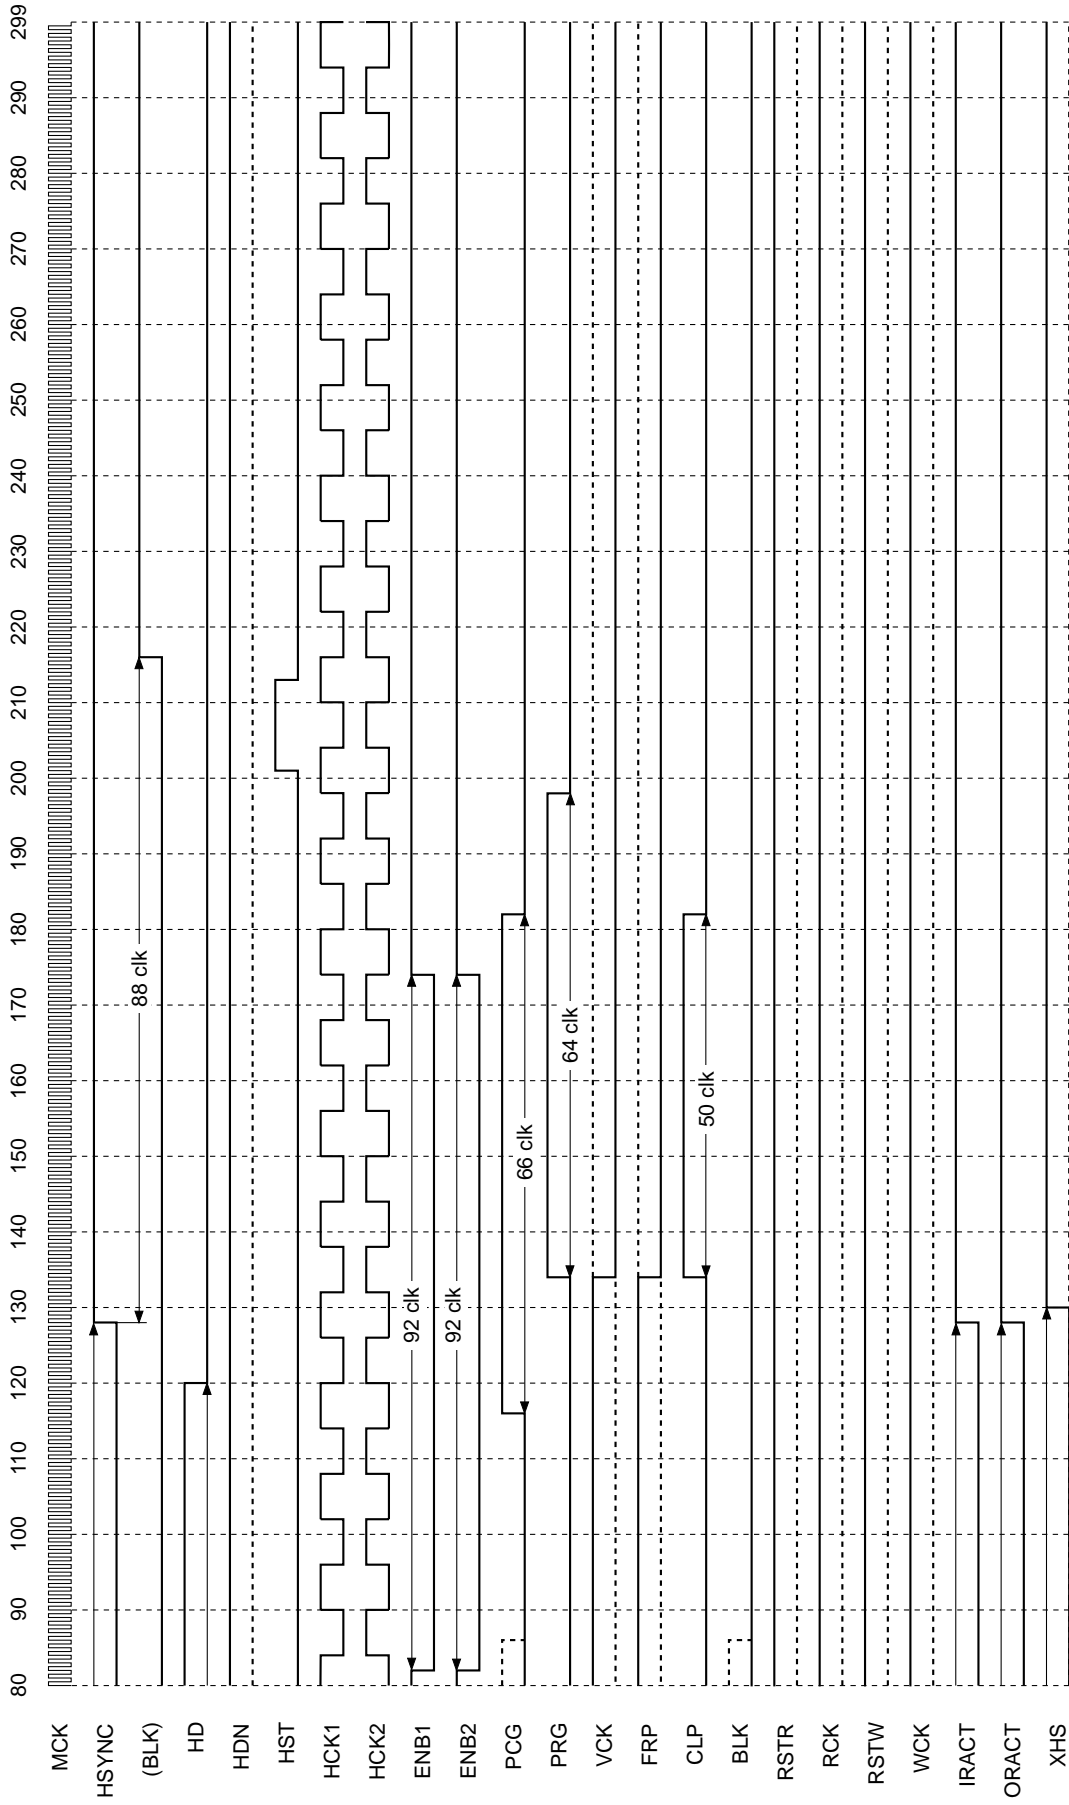 80 90 100 110 120 130 140 150 160 170 180 190 200 210 220 230 240 250 260 270 280 290 299
MCK
HSYNC
(BLK) 88 clk
HD
HDN
HST
HCK1
HCK2
ENB1 92 clk
ENB2 92 clk
PCG 66 clk
PRG 64 clk
VCK
FRP
CLP 50 clk
BLK
RSTR
RCK
RSTW
WCK
IRACT
ORACT
XHS